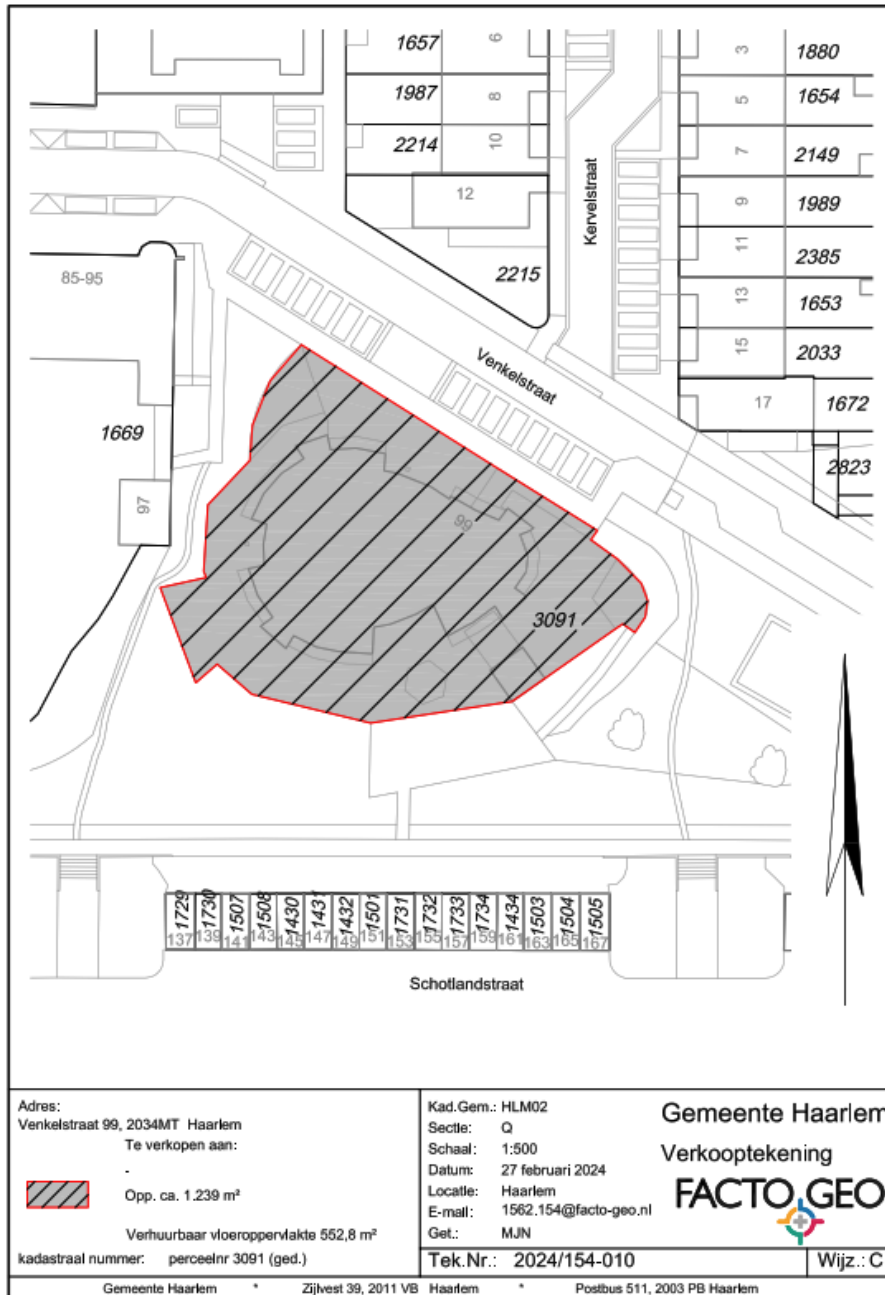 1657
6
3
1880
1987
8
5
1654
2214
10
7
2149
12
Kervelstraat
9
1989
2215
11
2385
85-95
13
1653
Venkelstraat
15
2033
17
1672
1669
2823
97
99
3091
1729 1730 1507 1508 1430 1431 1432 1501 1731 1732 1733 1734 1434 1503 1504 1505
137 139 141 143 145 147 149 151 153 155 157 159 161 163 165 167
Schotlandstraat
Adres:
Venkelstraat 99, 2034MT Haarlem
Te verkopen aan:
-
Opp. ca. 1.239 m²
Verhuurbaar vloeroppervlakte 552,8 m²
kadastraal nummer: perceelnr 3091 (ged.)
Kad.Gem.: HLM02
Sectie: Q
Schaal: 1:500
Datum: 27 februari 2024
Locatie: Haarlem
E-mail: 1562.154@facto-geo.nl
Get.: MJN
Gemeente Haarlem
Verkooptekening
FACTO GEO
Tek.Nr.: 2024/154-010
Wijz.: C
Gemeente Haarlem * Zijlvest 39, 2011 VB Haarlem * Postbus 511, 2003 PB Haarlem